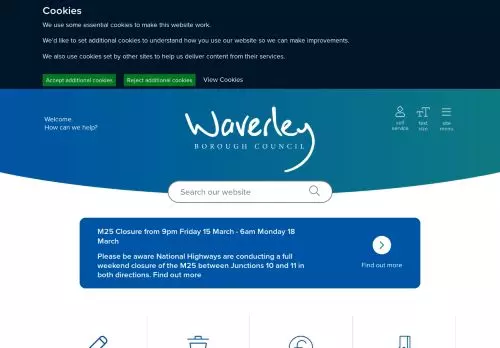 Cookies
We use some essential cookies to make this website work.
We'd like to set additional cookies to understand how you use our website so we can make improvements.
We also use cookies set by other sites to help us deliver content from their services.
Accept additional cookies
Reject additional cookies
View Cookies
Welcome.
How can we help?
Waverley
BOROUGH COUNCIL
self
service
TT
text
size
site
menu
Search our website
M25 Closure from 9pm Friday 15 March - 6am Monday 18
March
Please be aware National Highways are conducting a full
weekend closure of the M25 between Junctions 10 and 11 in
both directions. Find out more
Find out more
£